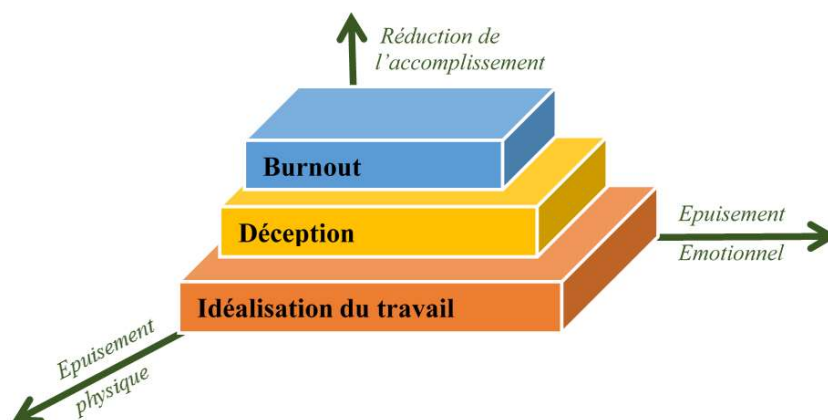 Réduction de
l'accomplissement
Burnout
Déception
Epuisement
Emotionnel
Idéalisation du travail
Epuisement
physique